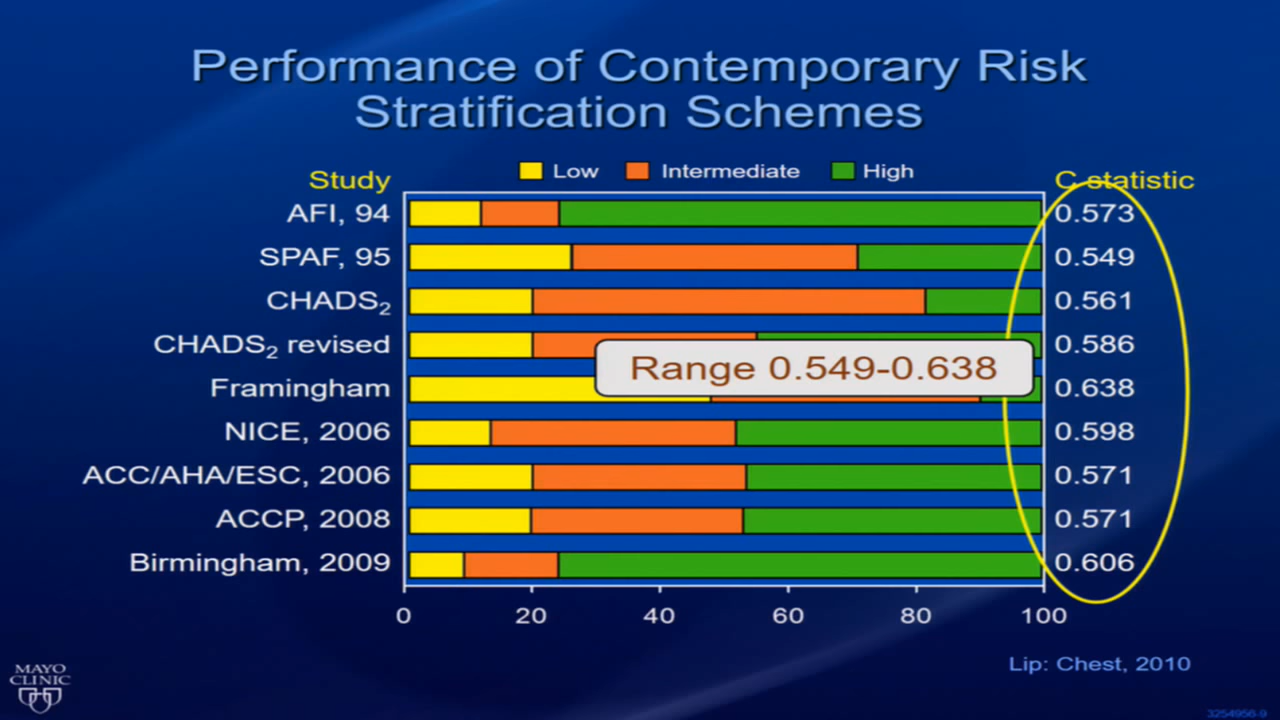 Performance of Contemporary Risk
Stratification Schemes
Study
Low Intermediate High
C statistic
AFI, 94 0.573
SPAF, 95 0.549
CHADS₂ 0.561
CHADS₂ revised 0.586
Range 0.549-0.638
Framingham 0.638
NICE, 2006 0.598
ACC/AHA/ESC, 2006 0.571
ACCP, 2008 0.571
Birmingham, 2009 0.606
0 20 40 60 80 100
Lip: Chest, 2010
MAYO
CLINIC
3254956-9